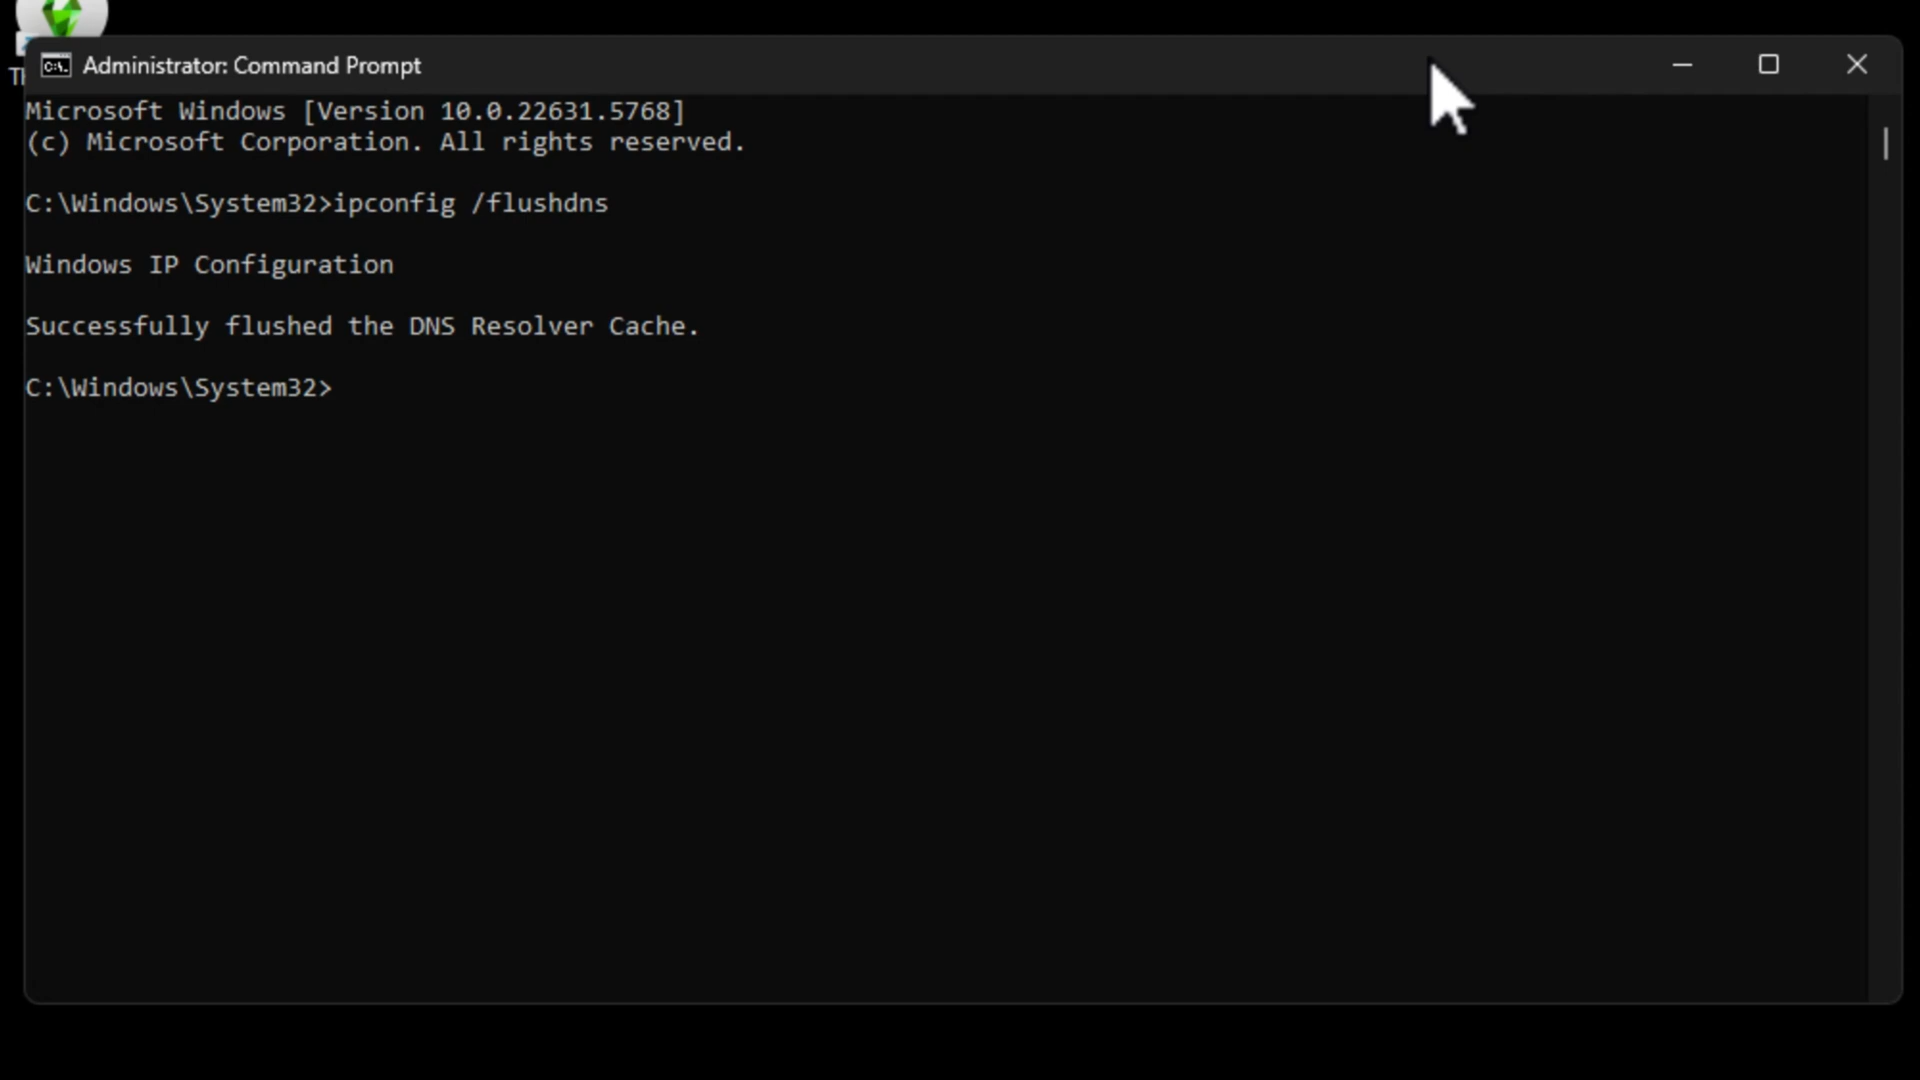 Administrator: Command Prompt
Microsoft Windows [Version 10.0.22631.5768]
(c) Microsoft Corporation. All rights reserved.
C:\Windows\System32>ipconfig /flushdns
Windows IP Configuration
Successfully flushed the DNS Resolver Cache.
C:\Windows\System32>